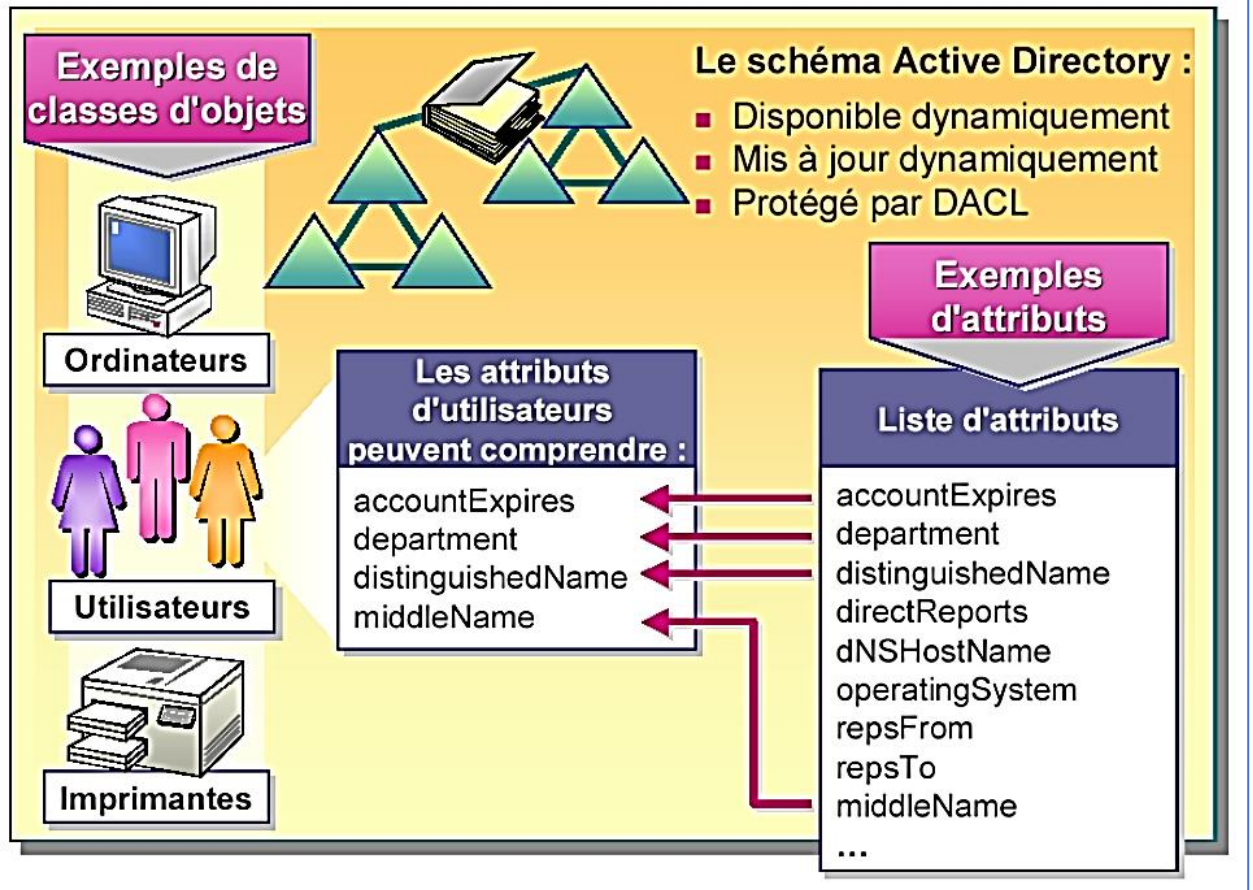 Exemples de
classes d'objets
Le schéma Active Directory :
Disponible dynamiquement
Mis à jour dynamiquement
Protégé par DACL
Ordinateurs
Utilisateurs
Imprimantes
Les attributs
d'utilisateurs
peuvent comprendre :
accountExpires
department
distinguishedName
middleName
Exemples
d'attributs
Liste d'attributs
accountExpires
department
distinguishedName
directReports
dNSHostName
operatingSystem
repsFrom
repsTo
middleName
...